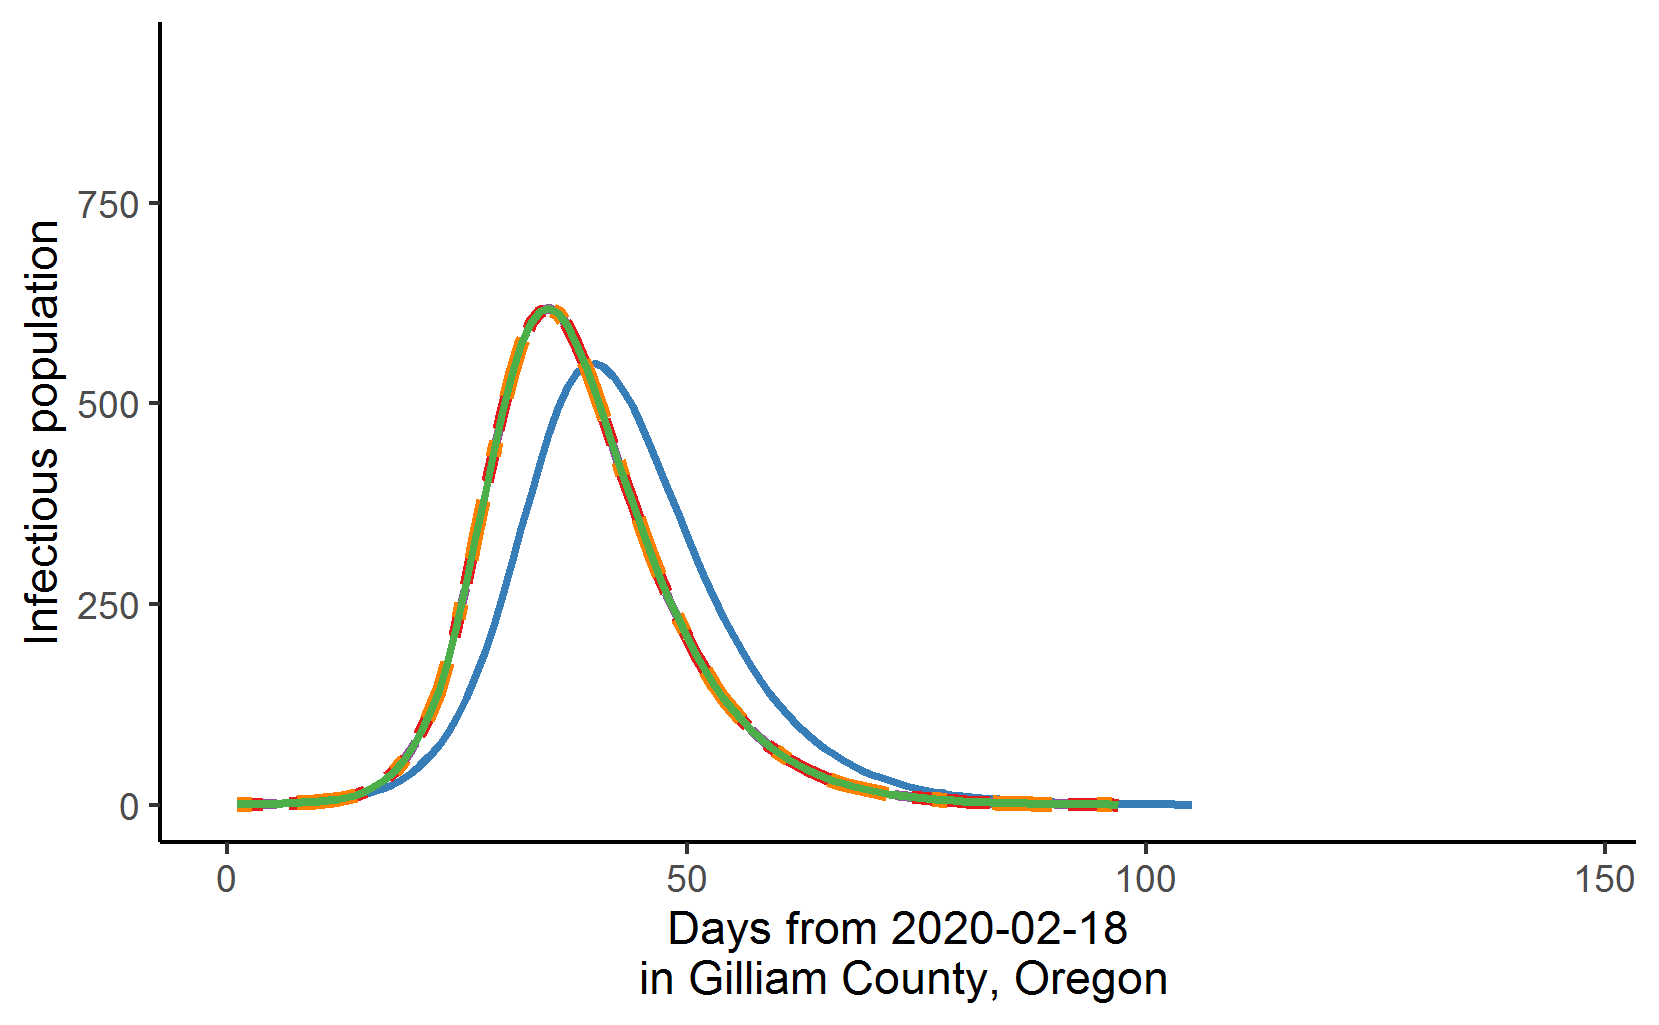 Infectious population
750
500
250
0
0 50 100 150
Days from 2020-02-18
in Gilliam County, Oregon